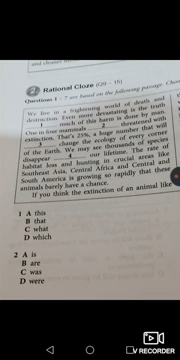 and cleaner
2 Rational Cloze (Q9 - 15)
Questions 1 - 7 are based on the following passage.
We live in a frightening world of death and
destruction. Even more devastating is the truth
much of this harm is done by man.
One in four mammals 2 threatened with
extinction. That's 25%, a huge number that will
3 change the ecology of every corner
of the Earth. We may see thousands of species
disappear 4 our lifetime. The rate of
habitat loss and hunting in crucial areas like
Southeast Asia, Central Africa and Central and
South America is growing so rapidly that these
animals barely have a chance.
If you think the extinction of an animal like
1 A this
B that
C what
D which
2 A is
B are
C was
D were
V RECORDER